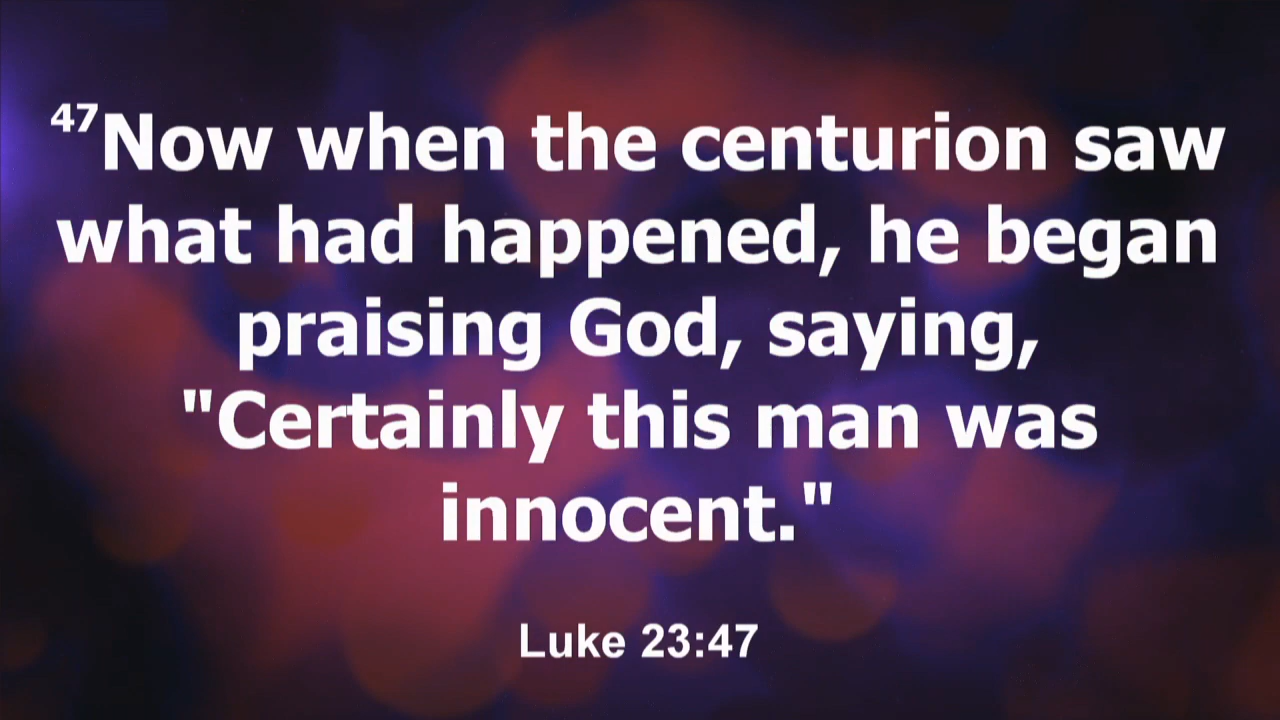 47Now when the centurion saw
what had happened, he began
praising God, saying,
"Certainly this man was
innocent."
Luke 23:47